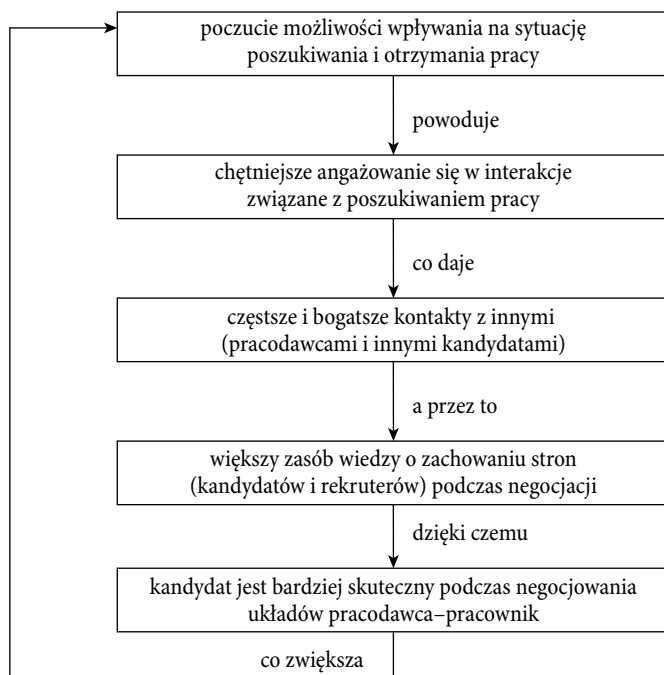 poczucie możliwości wpływania na sytuację
poszukiwania i otrzymania pracy
powoduje
chętniejsze angażowanie się w interakcje
związane z poszukiwaniem pracy
co daje
częstsze i bogatsze kontakty z innymi
(pracodawcami i innymi kandydatami)
a przez to
większy zasób wiedzy o zachowaniu stron
(kandydatów i rekruterów) podczas negocjacji
dzięki czemu
kandydat jest bardziej skuteczny podczas negocjowania
układów pracodawca–pracownik
co zwiększa